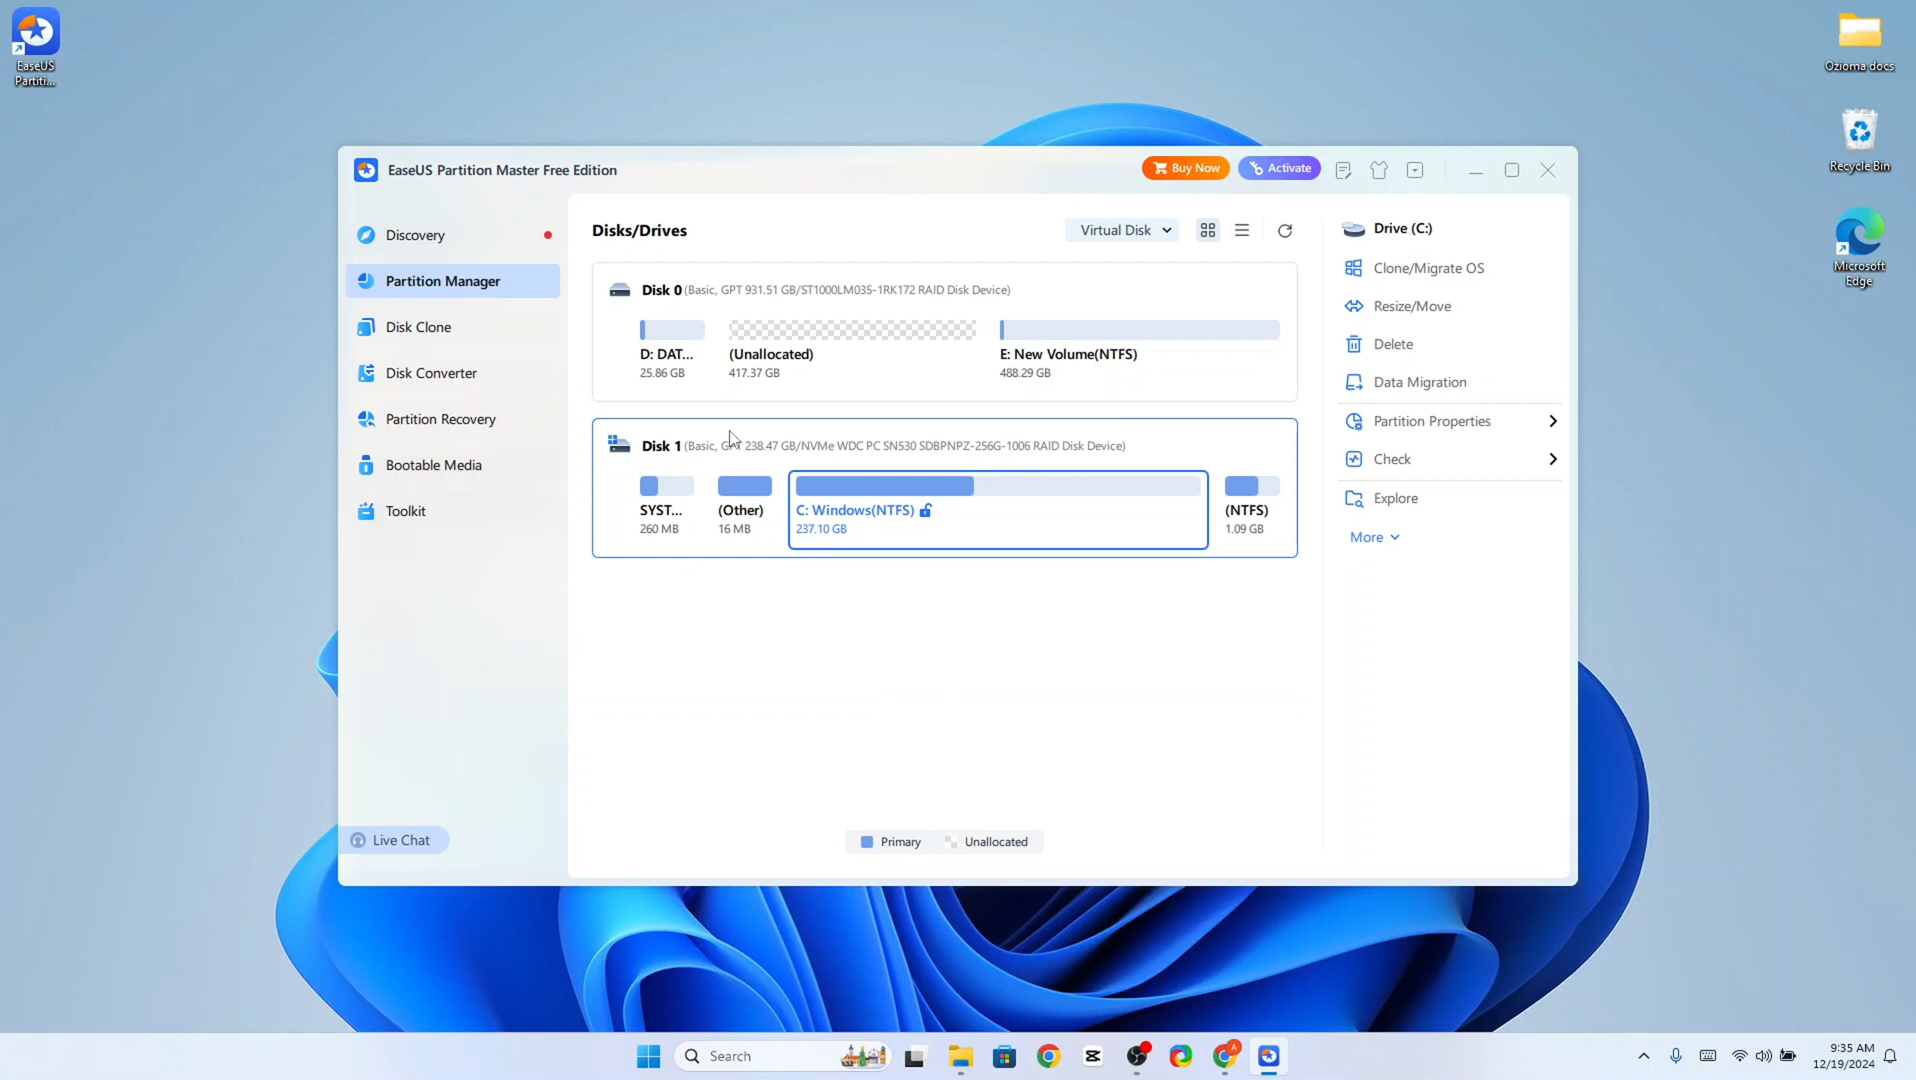 EaseUS
Partiti...
Ozioma docs
Recycle Bin
Microsoft
Edge
EaseUS Partition Master Free Edition
Buy Now
Activate
Discovery
Partition Manager
Disk Clone
Disk Converter
Partition Recovery
Bootable Media
Toolkit
Live Chat
Disks/Drives
Virtual Disk
Disk 0 (Basic, GPT 931.51 GB/ST1000LM035-1RK172 RAID Disk Device)
D: DAT...
25.86 GB
(Unallocated)
417.37 GB
E: New Volume(NTFS)
488.29 GB
Disk 1 (Basic, GPT 238.47 GB/NVMe WDC PC SN530 SDBPNPZ-256G-1006 RAID Disk Device)
SYST...
260 MB
(Other)
16 MB
C: Windows(NTFS)
237.10 GB
(NTFS)
1.09 GB
Primary
Unallocated
Drive (C:)
Clone/Migrate OS
Resize/Move
Delete
Data Migration
Partition Properties
Check
Explore
More
Search
A
9:35 AM
12/19/2024